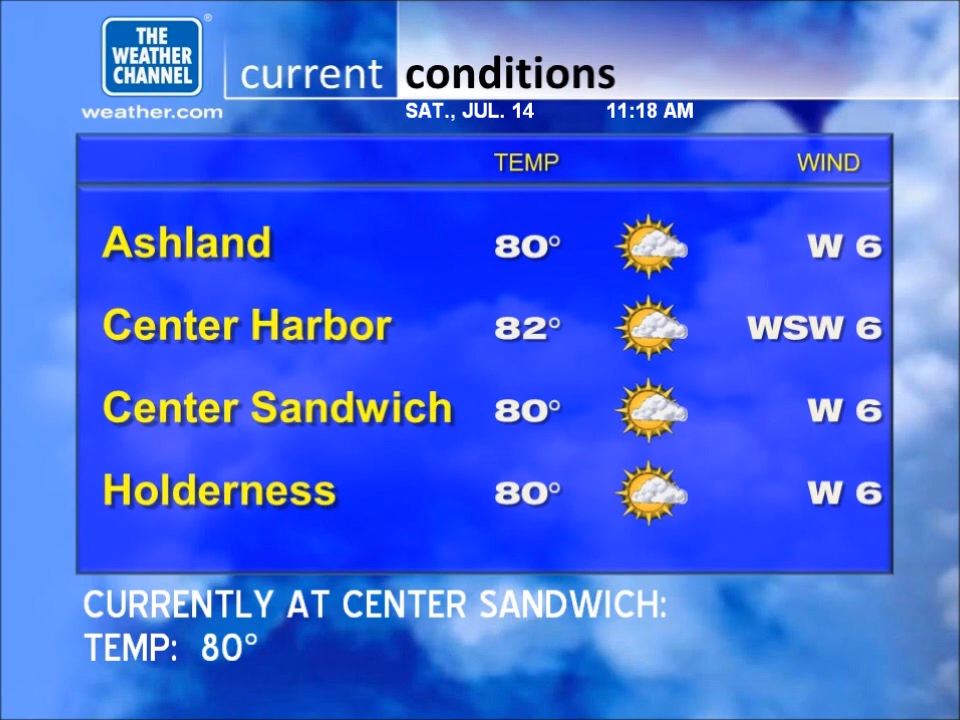 THE
WEATHER
CHANNEL
®
weather.com
current conditions
SAT., JUL. 14 11:18 AM
TEMP WIND
Ashland 80° W 6
Center Harbor 82° WSW 6
Center Sandwich 80° W 6
Holderness 80° W 6
CURRENTLY AT CENTER SANDWICH:
TEMP: 80°